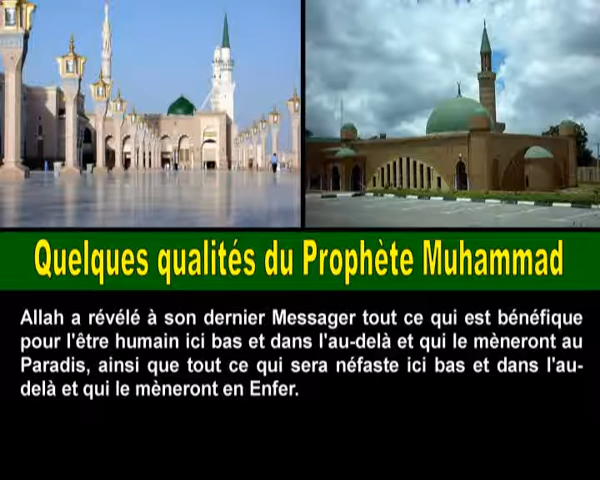 Quelques qualités du Prophète Muhammad
Allah a révélé à son dernier Messager tout ce qui est bénéfique
pour l'être humain ici bas et dans l'au-delà et qui le mèneront au
Paradis, ainsi que tout ce qui sera néfaste ici bas et dans l'au-
delà et qui le mèneront en Enfer.